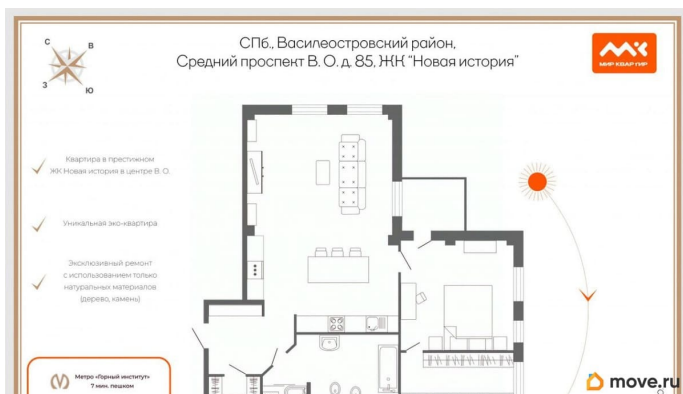 СПб., Василеостровский район,
Средний проспект В. О. д. 85, ЖК "Новая история"
МИР КВАРТИР
С
В
З
Ю
Квартира в престижном
ЖК Новая история в центре В. О.
Уникальная эко-квартира
Эксклюзивный ремонт
с использованием только
натуральных материалов
(дерево, камень)
Метро «Горный институт»
7 мин. пешком
move.ru